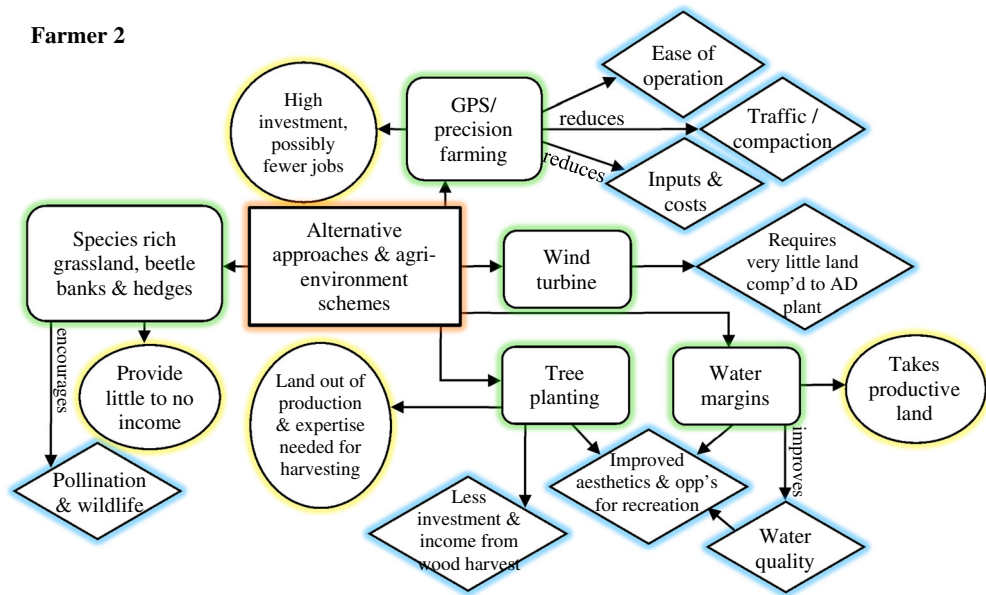 Farmer 2
Ease of
operation
High
investment,
possibly
fewer jobs
GPS/
precision
farming
reduces
Traffic /
compaction
reduces
Inputs &
costs
Species rich
grassland, beetle
banks & hedges
Alternative
approaches & agri-
environment
schemes
Wind
turbine
Requires
very little land
comp'd to AD
plant
encourages
Provide
little to no
income
Land out of
production
& expertise
needed for
harvesting
Tree
planting
Water
margins
Takes
productive
land
improves
Pollination
& wildlife
Less
investment &
income from
wood harvest
Improved
aesthetics & opp's
for recreation
Water
quality